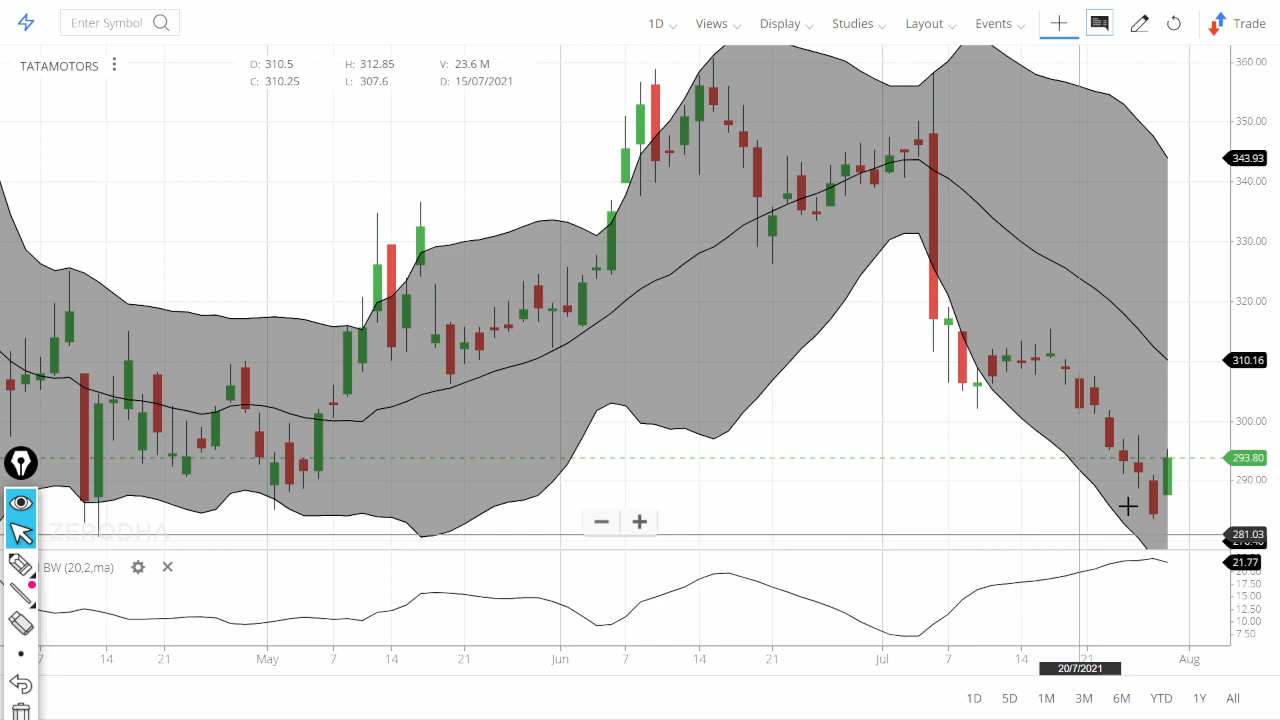 Enter Symbol
1D Views Display Studies Layout Events Trade
TATAMOTORS
O: 310.5 H: 312.85 V: 23.6 M
C: 310.25 L: 307.6 D: 15/07/2021
360.00
350.00
343.93
340.00
330.00
320.00
310.16
300.00
293.80
290.00
281.03
ZERODHA
BW (20,2,ma)
21.77
17.50
15.00
12.50
10.00
7.50
7 14 21 May 7 14 21 Jun 7 14 21 Jul 7 14 21 Aug
20/7/2021
1D 5D 1M 3M 6M YTD 1Y All